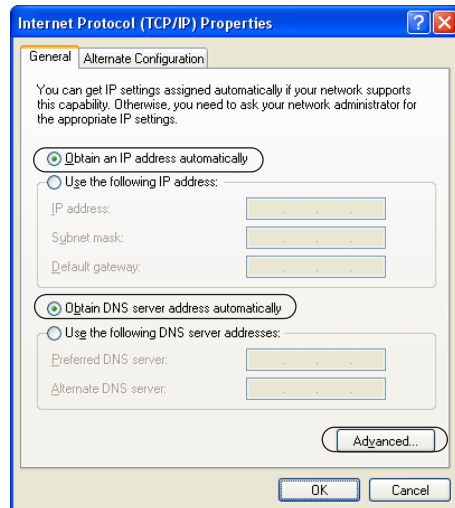 Internet Protocol (TCP/IP) Properties
General
Alternate Configuration
You can get IP settings assigned automatically if your network supports
this capability. Otherwise, you need to ask your network administrator for
the appropriate IP settings.
Obtain an IP address automatically
Use the following IP address:
IP address:
Subnet mask:
Default gateway:
Obtain DNS server address automatically
Use the following DNS server addresses:
Preferred DNS server:
Alternate DNS server:
Advanced...
OK
Cancel